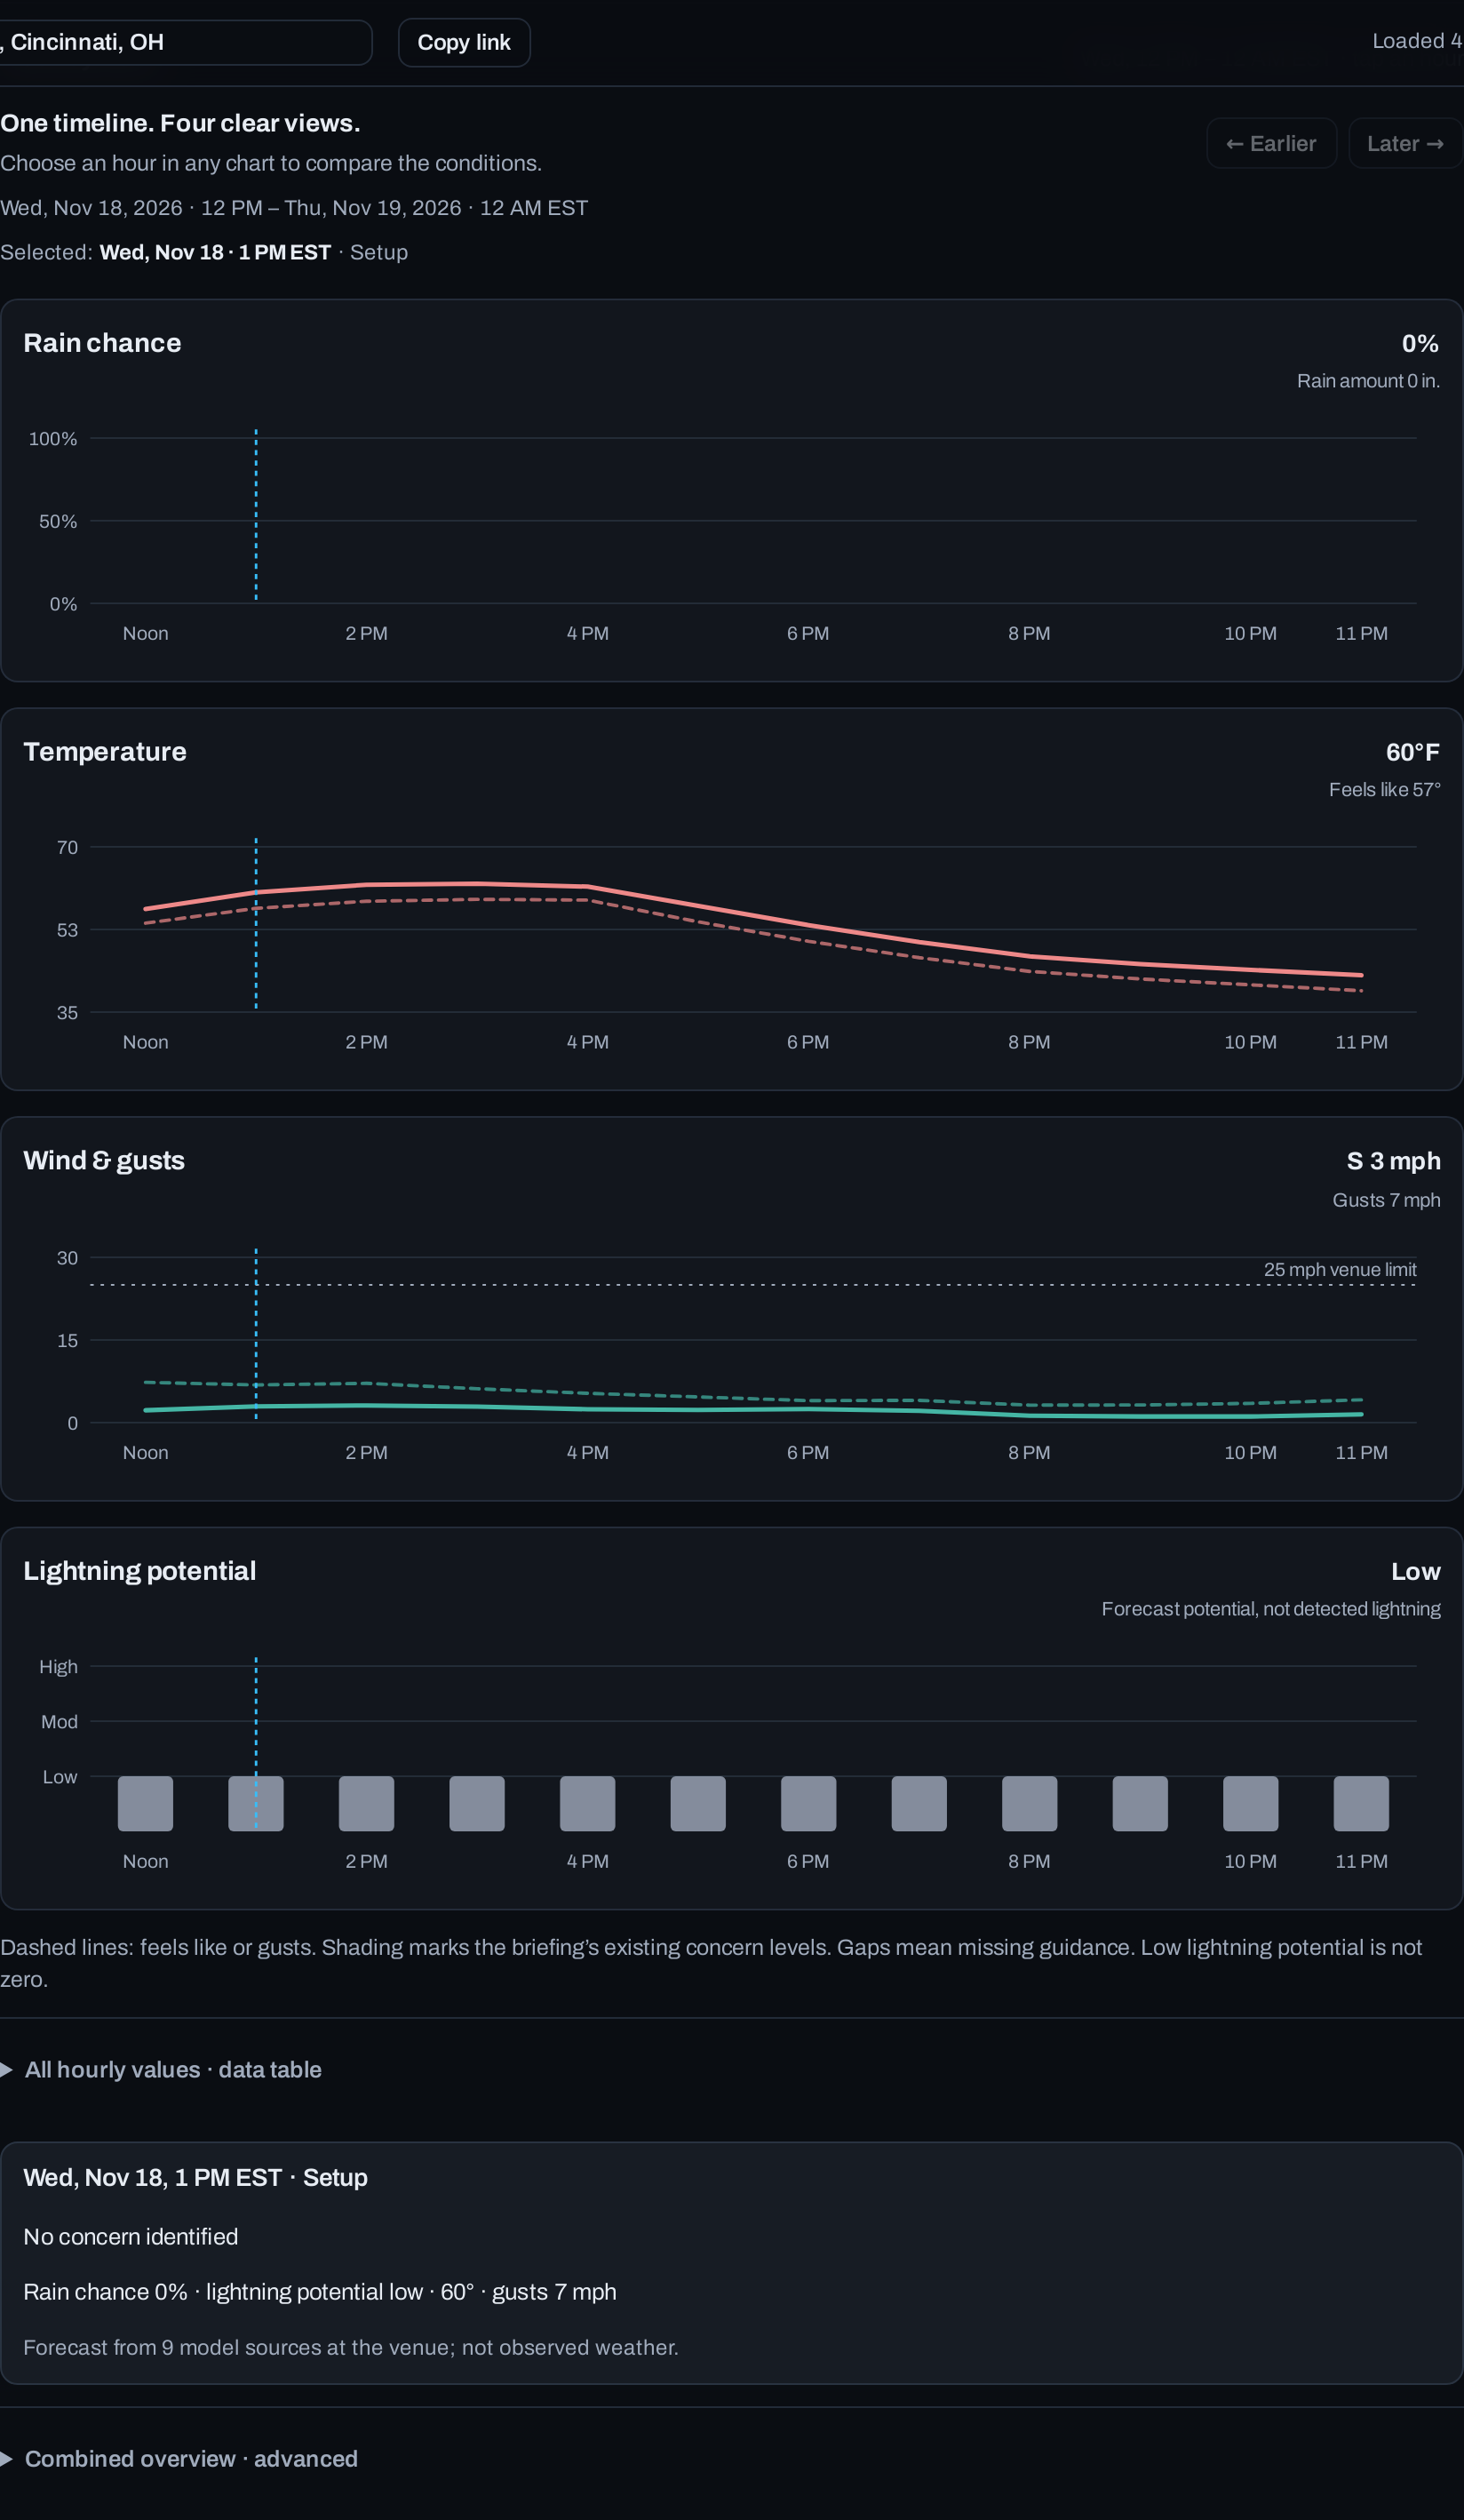 , Cincinnati, OH
Copy link
Loaded 4
One timeline. Four clear views.
← Earlier
Later →
Choose an hour in any chart to compare the conditions.
Wed, Nov 18, 2026 · 12 PM – Thu, Nov 19, 2026 · 12 AM EST
Selected: Wed, Nov 18 · 1 PM EST · Setup
Rain chance
0%
Rain amount 0 in.
100%
50%
0%
Noon 2 PM 4 PM 6 PM 8 PM 10 PM 11 PM
Temperature
60°F
Feels like 57°
70
53
35
Noon 2 PM 4 PM 6 PM 8 PM 10 PM 11 PM
Wind & gusts
S 3 mph
Gusts 7 mph
30
25 mph venue limit
15
0
Noon 2 PM 4 PM 6 PM 8 PM 10 PM 11 PM
Lightning potential
Low
Forecast potential, not detected lightning
High
Mod
Low
Noon 2 PM 4 PM 6 PM 8 PM 10 PM 11 PM
Dashed lines: feels like or gusts. Shading marks the briefing’s existing concern levels. Gaps mean missing guidance. Low lightning potential is not
zero.
All hourly values · data table
Wed, Nov 18, 1 PM EST · Setup
No concern identified
Rain chance 0% · lightning potential low · 60° · gusts 7 mph
Forecast from 9 model sources at the venue; not observed weather.
Combined overview · advanced